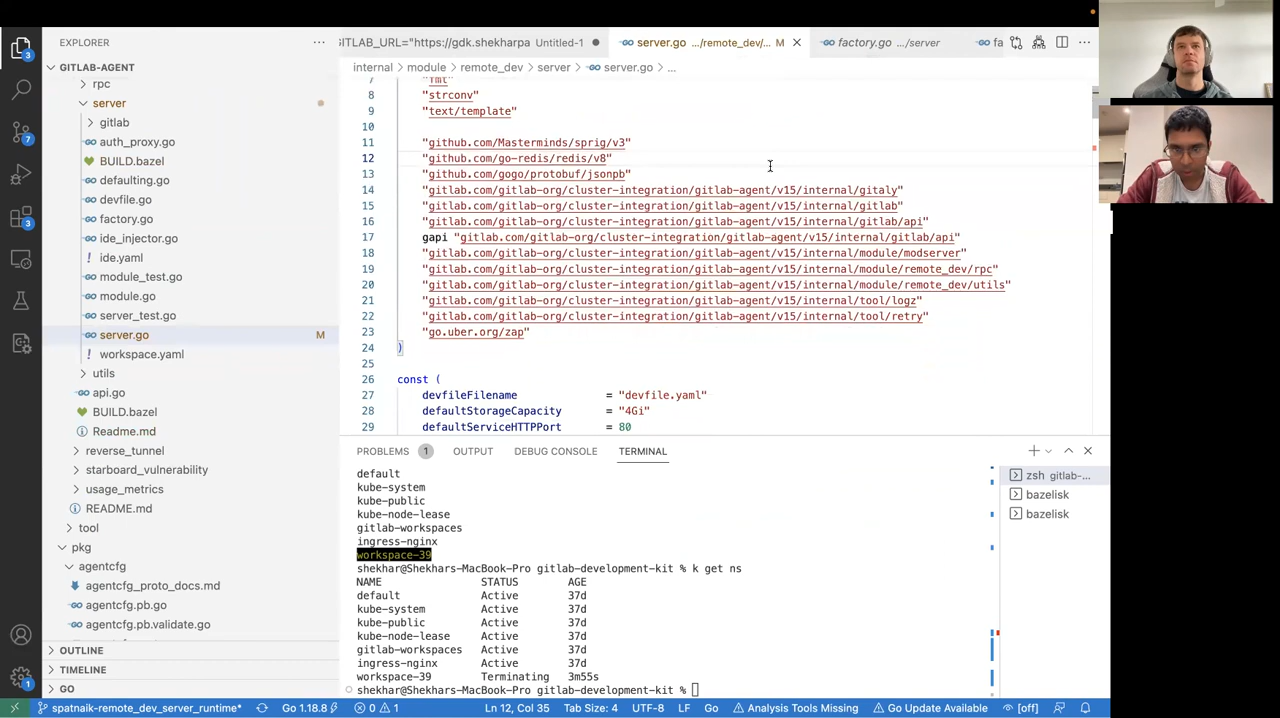 EXPLORER
GITLAB-AGENT
rpc
server
gitlab
auth_proxy.go
BUILD.bazel
defaulting.go
devfile.go
factory.go
ide_injector.go
ide.yaml
module_test.go
module.go
server_test.go
server.go M
workspace.yaml
utils
api.go
BUILD.bazel
Readme.md
reverse_tunnel
starboard_vulnerability
usage_metrics
README.md
tool
pkg
agentcfg
agentcfg_proto_docs.md
agentcfg.pb.go
agentcfg.pb.validate.go
OUTLINE
TIMELINE
GO
GITLAB_URL="https://gdk.shekharpa Untitled-1
server.go .../remote_dev/... M
factory.go .../server
fa
internal > module > remote_dev > server > server.go > ...
7 "fmt"
8 "strconv"
9 "text/template"
10
11 "github.com/Masterminds/sprig/v3"
12 "github.com/go-redis/redis/v8"
13 "github.com/gogo/protobuf/jsonpb"
14 "gitlab.com/gitlab-org/cluster-integration/gitlab-agent/v15/internal/gitaly"
15 "gitlab.com/gitlab-org/cluster-integration/gitlab-agent/v15/internal/gitlab"
16 "gitlab.com/gitlab-org/cluster-integration/gitlab-agent/v15/internal/gitlab/api"
17 gapi "gitlab.com/gitlab-org/cluster-integration/gitlab-agent/v15/internal/gitlab/api"
18 "gitlab.com/gitlab-org/cluster-integration/gitlab-agent/v15/internal/module/modserver"
19 "gitlab.com/gitlab-org/cluster-integration/gitlab-agent/v15/internal/module/remote_dev/rpc"
20 "gitlab.com/gitlab-org/cluster-integration/gitlab-agent/v15/internal/module/remote_dev/utils"
21 "gitlab.com/gitlab-org/cluster-integration/gitlab-agent/v15/internal/tool/logz"
22 "gitlab.com/gitlab-org/cluster-integration/gitlab-agent/v15/internal/tool/retry"
23 "go.uber.org/zap"
24 )
25
26 const (
27 devfileFilename = "devfile.yaml"
28 defaultStorageCapacity = "4Gi"
29 defaultServiceHTTPPort = 80
PROBLEMS 1 OUTPUT DEBUG CONSOLE TERMINAL
default
kube-system
kube-public
kube-node-lease
gitlab-workspaces
ingress-nginx
workspace-39
shekhar@Shekhars-MacBook-Pro gitlab-development-kit % k get ns
NAME STATUS AGE
default Active 37d
kube-system Active 37d
kube-public Active 37d
kube-node-lease Active 37d
gitlab-workspaces Active 37d
ingress-nginx Active 37d
workspace-39 Terminating 3m55s
shekhar@Shekhars-MacBook-Pro gitlab-development-kit %
zsh gitlab-...
bazelisk
bazelisk
3
7
3
1
spatnaik-remote_dev_server_runtime* Go 1.18.8 0 1 Ln 12, Col 35 Tab Size: 4 UTF-8 LF Go Analysis Tools Missing Go Update Available [off]